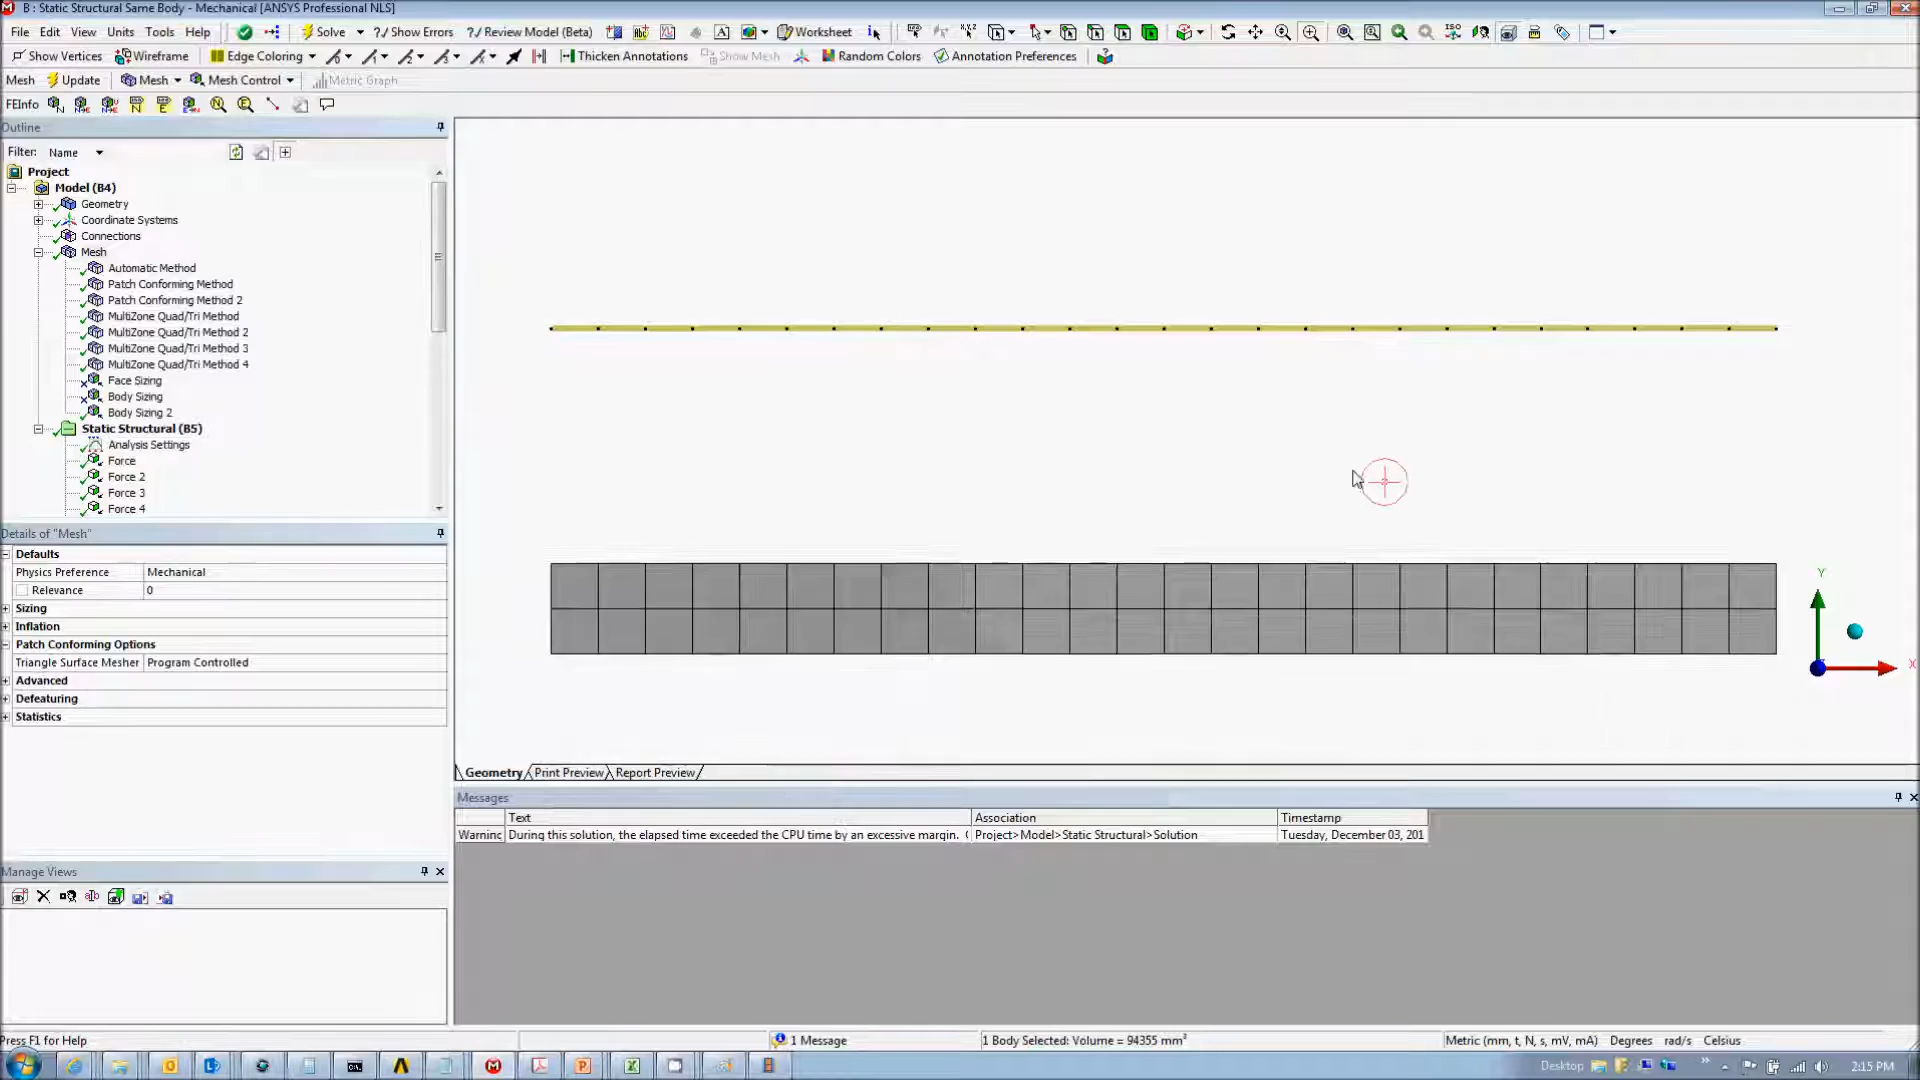 B : Static Structural Same Body - Mechanical [ANSYS Professional NLS]
File Edit View Units Tools Help Solve ?/ Show Errors ?/ Review Model (Beta) Worksheet
Show Vertices Wireframe Edge Coloring Thicken Annotations Show Mesh Random Colors Annotation Preferences
Mesh Update Mesh Mesh Control Metric Graph
FEInfo
Outline
Filter: Name
Project
Model (B4)
Geometry
Coordinate Systems
Connections
Mesh
Automatic Method
Patch Conforming Method
Patch Conforming Method 2
MultiZone Quad/Tri Method
MultiZone Quad/Tri Method 2
MultiZone Quad/Tri Method 3
MultiZone Quad/Tri Method 4
Face Sizing
Body Sizing
Body Sizing 2
Static Structural (B5)
Analysis Settings
Force
Force 2
Force 3
Force 4
Details of "Mesh"
Defaults
Physics Preference Mechanical
Relevance 0
Sizing
Inflation
Patch Conforming Options
Triangle Surface Mesher Program Controlled
Advanced
Defeaturing
Statistics
Manage Views
Y
X
Geometry Print Preview Report Preview
Messages
Text Association Timestamp
Warninc During this solution, the elapsed time exceeded the CPU time by an excessive margin. ( Project>Model>Static Structural>Solution Tuesday, December 03, 201
Press F1 for Help 1 Message 1 Body Selected: Volume = 94355 mm³ Metric (mm, t, N, s, mV, mA) Degrees rad/s Celsius
Desktop 2:15 PM